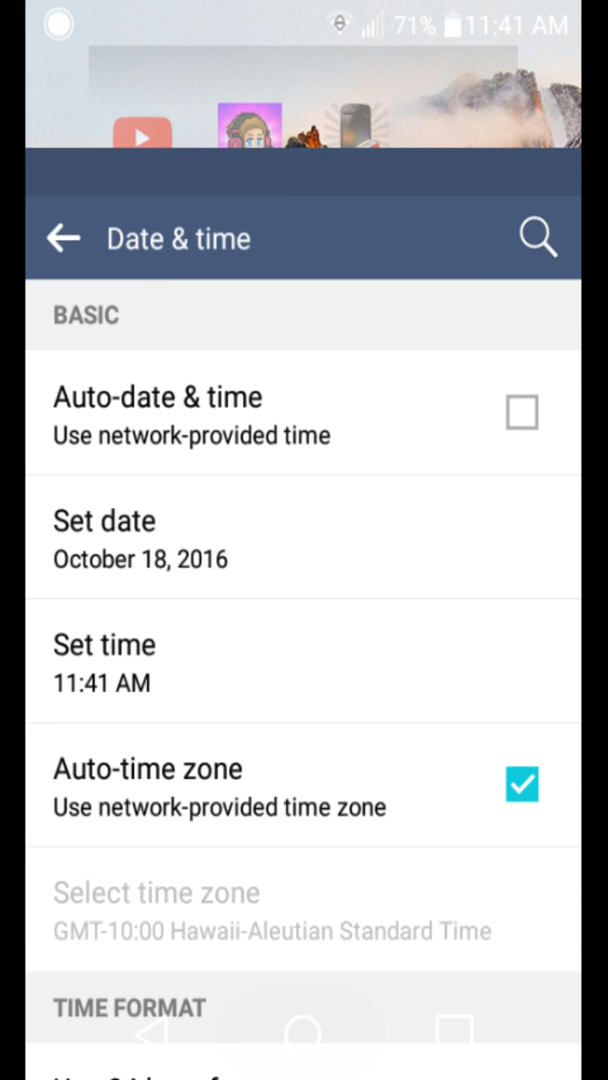 71% 11:41 AM
Date & time
BASIC
Auto-date & time
Use network-provided time
Set date
October 18, 2016
Set time
11:41 AM
Auto-time zone
Use network-provided time zone
Select time zone
GMT-10:00 Hawaii-Aleutian Standard Time
TIME FORMAT